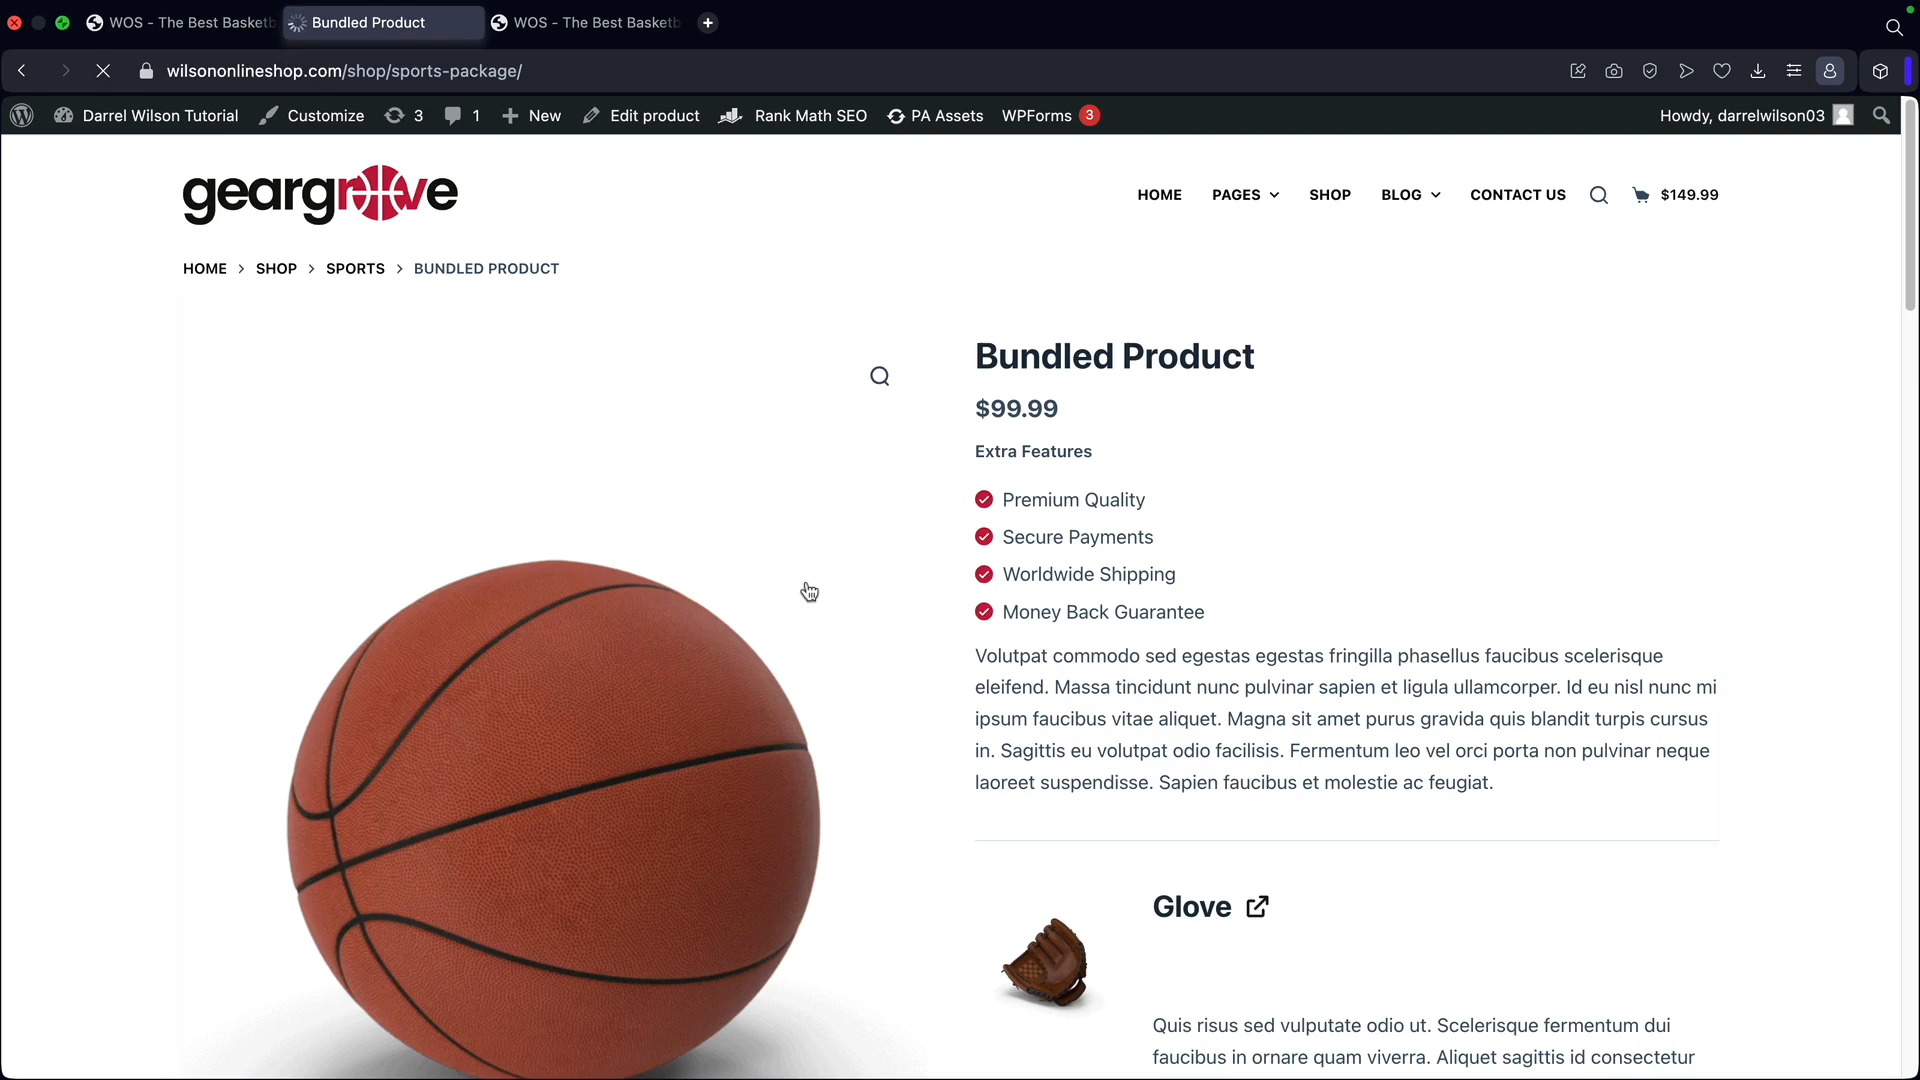 WOS - The Best Basketb
Bundled Product
WOS - The Best Basketb
wilsononlineshop.com/shop/sports-package/
Darrel Wilson Tutorial
Customize
3
1
New
Edit product
Rank Math SEO
PA Assets
WPForms 3
Howdy, darrelwilson03
geargroove
HOME
PAGES
SHOP
BLOG
CONTACT US
$149.99
HOME > SHOP > SPORTS > BUNDLED PRODUCT
Bundled Product
$99.99
Extra Features
Premium Quality
Secure Payments
Worldwide Shipping
Money Back Guarantee
Volutpat commodo sed egestas egestas fringilla phasellus faucibus scelerisque
eleifend. Massa tincidunt nunc pulvinar sapien et ligula ullamcorper. Id eu nisl nunc mi
ipsum faucibus vitae aliquet. Magna sit amet purus gravida quis blandit turpis cursus
in. Sagittis eu volutpat odio facilisis. Fermentum leo vel orci porta non pulvinar neque
laoreet suspendisse. Sapien faucibus et molestie ac feugiat.
Glove
Quis risus sed vulputate odio ut. Scelerisque fermentum dui
faucibus in ornare quam viverra. Aliquet sagittis id consectetur